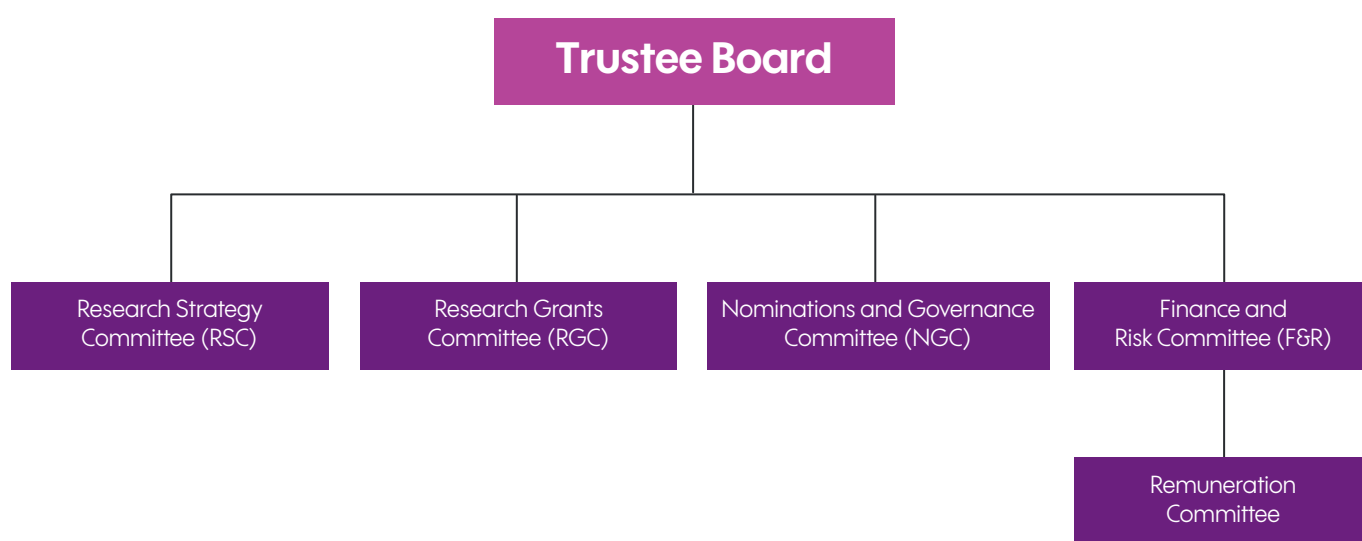 Trustee Board
Research Strategy
Committee (RSC)
Research Grants
Committee (RGC)
Nominations and Governance
Committee (NGC)
Finance and
Risk Committee (F&R)
Remuneration
Committee